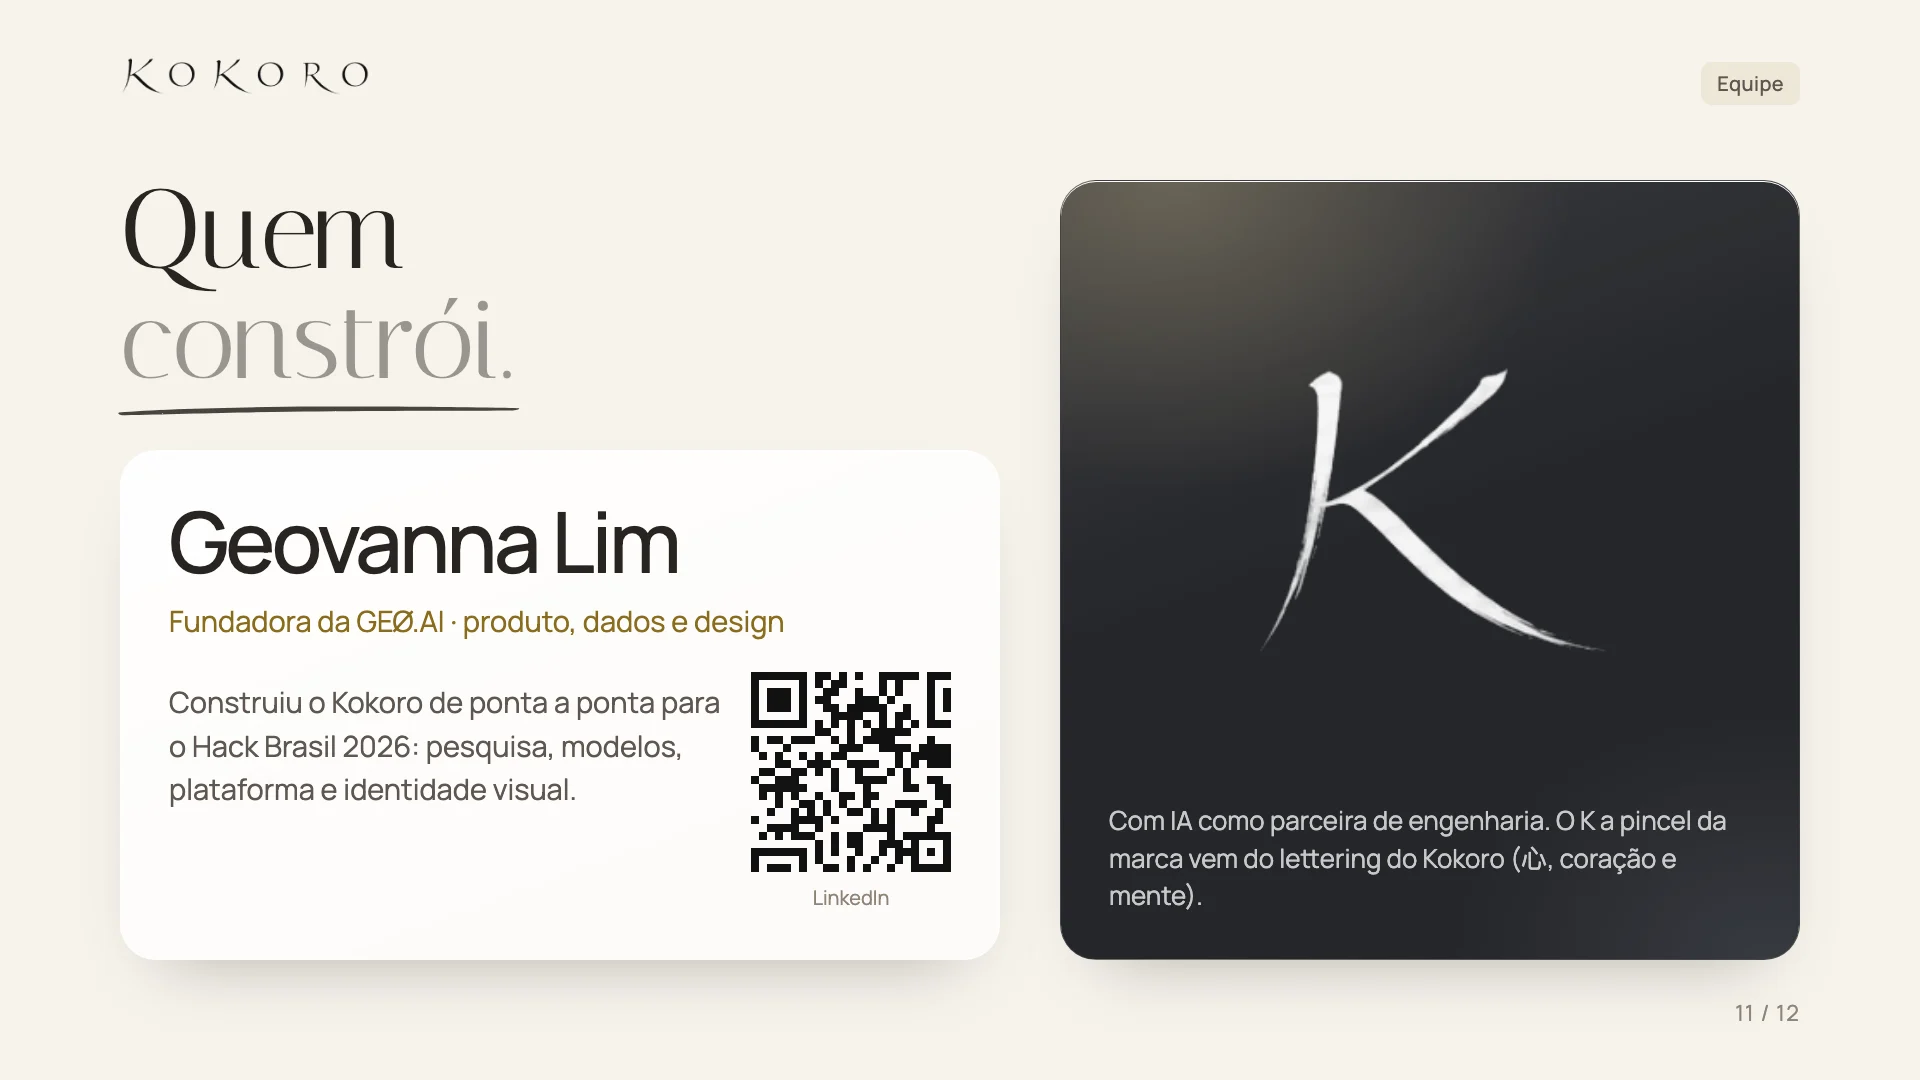 KOKORO
Equipe
Quem
constrói.
Geovanna Lim
Fundadora da GEØ.AI · produto, dados e design
Construiu o Kokoro de ponta a ponta para
o Hack Brasil 2026: pesquisa, modelos,
plataforma e identidade visual.
LinkedIn
K
Com IA como parceira de engenharia. O K a pincel da
marca vem do lettering do Kokoro (心, coração e
mente).
11 / 12